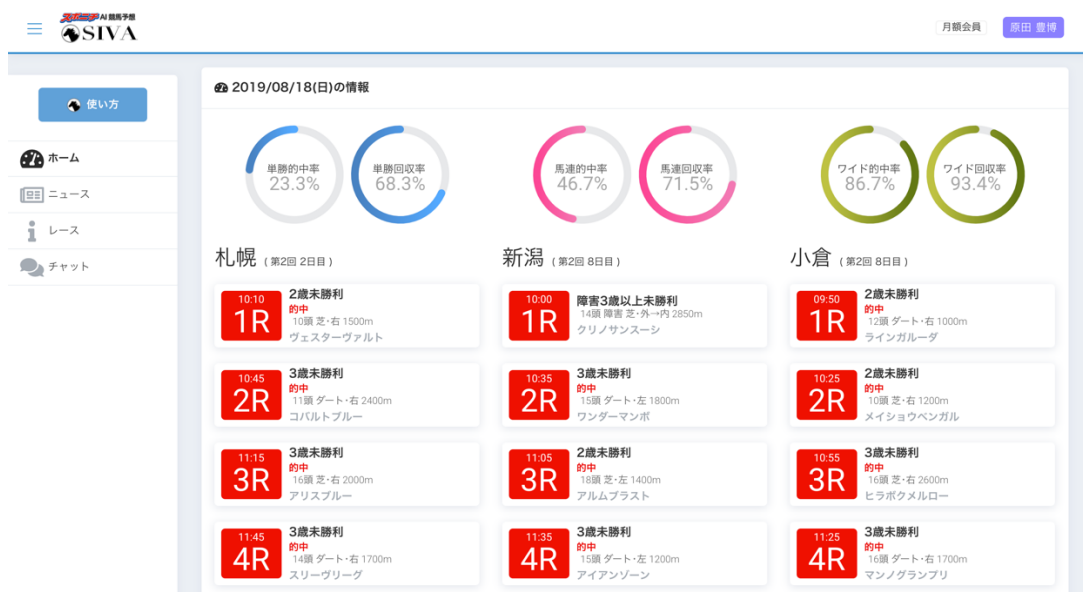 スポニチ AI 競馬予想
SIVA
月額会員
原田 豊博
使い方
ホーム
ニュース
レース
チャット
2019/08/18(日)の情報
単勝的中率
23.3%
単勝回収率
68.3%
馬連的中率
46.7%
馬連回収率
71.5%
ワイド的中率
86.7%
ワイド回収率
93.4%
札幌 (第2回 2日目)
10:10
1R
2歳未勝利
的中
10頭 芝・右 1500m
ヴェスターヴァルト
10:45
2R
3歳未勝利
的中
11頭 ダート・右 2400m
コバルトブルー
11:15
3R
3歳未勝利
的中
16頭 芝・右 2000m
アリスブルー
11:45
4R
3歳未勝利
的中
14頭 ダート・右 1700m
スリーヴリーグ
新潟 (第2回 8日目)
10:00
1R
障害3歳以上未勝利
14頭 障害 芝・外→内 2850m
クリノサンスーシ
10:35
2R
3歳未勝利
的中
15頭 ダート・左 1800m
ワンダーマンボ
11:05
3R
2歳未勝利
的中
18頭 芝・左 1400m
アルムブラスト
11:35
4R
3歳未勝利
的中
15頭 ダート・左 1200m
アイアンゾーン
小倉 (第2回 8日目)
09:50
1R
2歳未勝利
的中
12頭 ダート・右 1000m
ラインガルーダ
10:25
2R
2歳未勝利
的中
10頭 芝・右 1200m
メイショウベンガル
10:55
3R
3歳未勝利
的中
16頭 芝・右 2600m
ヒラボクメルロー
11:25
4R
3歳未勝利
的中
16頭 ダート・右 1700m
マンノグランプリ